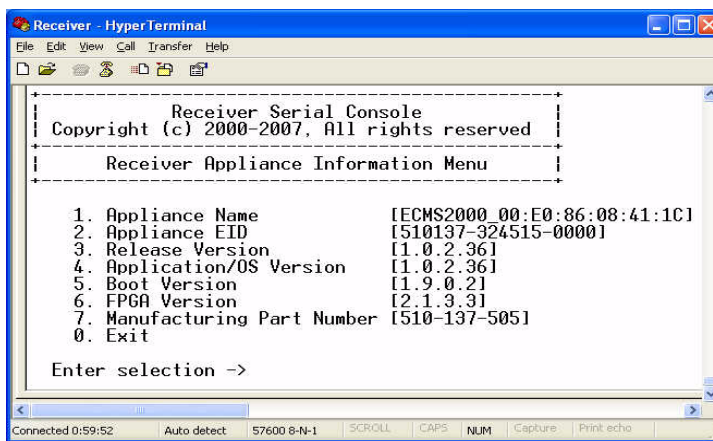 Receiver - HyperTerminal
File Edit View Call Transfer Help
Receiver Serial Console
Copyright (c) 2000-2007, All rights reserved
Receiver Appliance Information Menu
1. Appliance Name [ECMS2000_00:E0:86:08:41:1C]
2. Appliance EID [510137-324515-0000]
3. Release Version [1.0.2.36]
4. Application/OS Version [1.0.2.36]
5. Boot Version [1.9.0.2]
6. FPGA Version [2.1.3.3]
7. Manufacturing Part Number [510-137-505]
0. Exit
Enter selection ->
Connected 0:59:52 Auto detect 57600 8-N-1 SCROLL CAPS NUM Capture Print echo